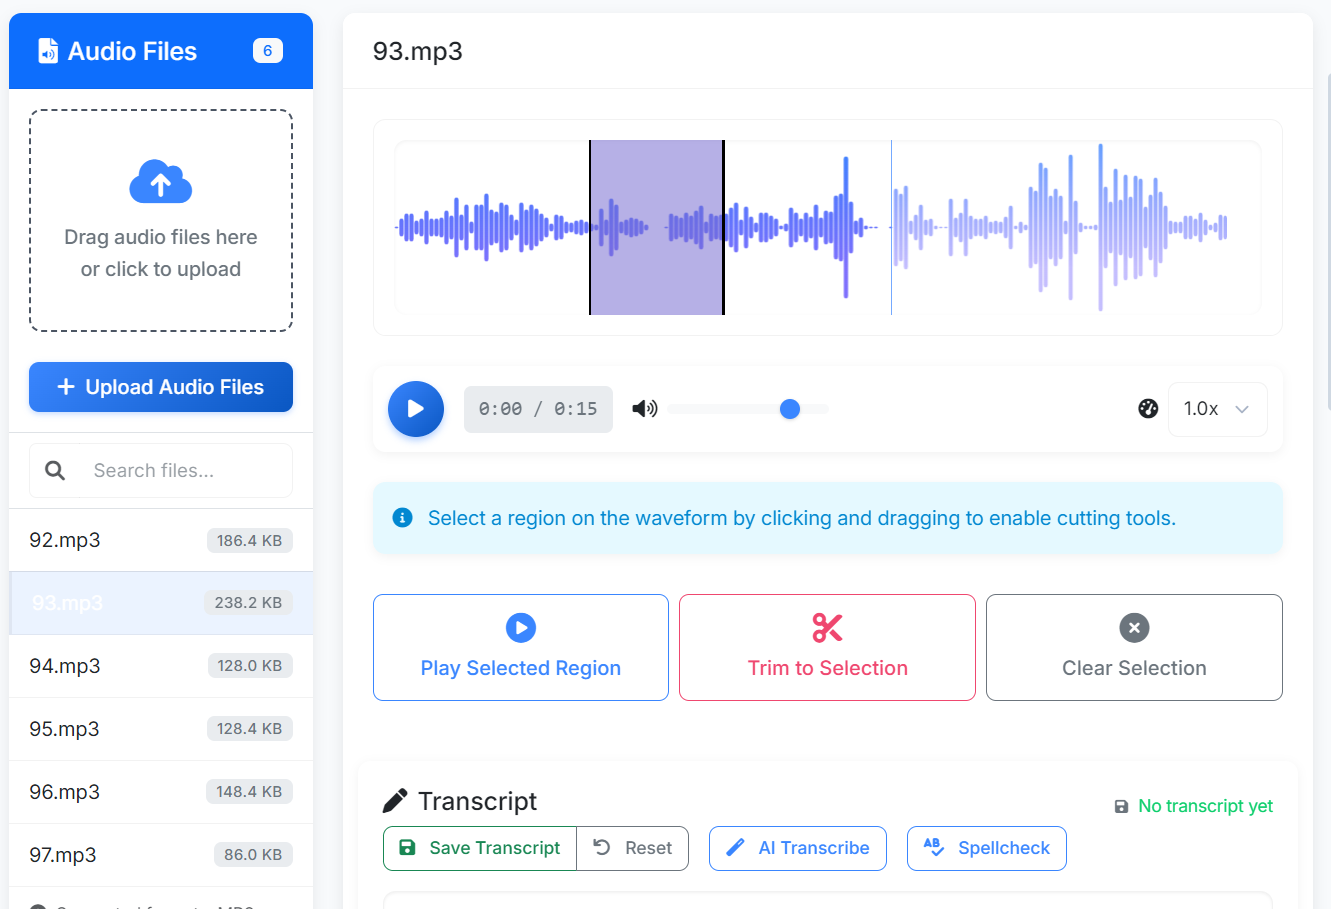 Audio Files
6
Drag audio files here
or click to upload
Upload Audio Files
Search files...
92.mp3
186.4 KB
93.mp3
238.2 KB
94.mp3
128.0 KB
95.mp3
128.4 KB
96.mp3
148.4 KB
97.mp3
86.0 KB
93.mp3
0:00 / 0:15
1.0x
Select a region on the waveform by clicking and dragging to enable cutting tools.
Play Selected Region
Trim to Selection
Clear Selection
Transcript
No transcript yet
Save Transcript
Reset
AI Transcribe
AB
Spellcheck